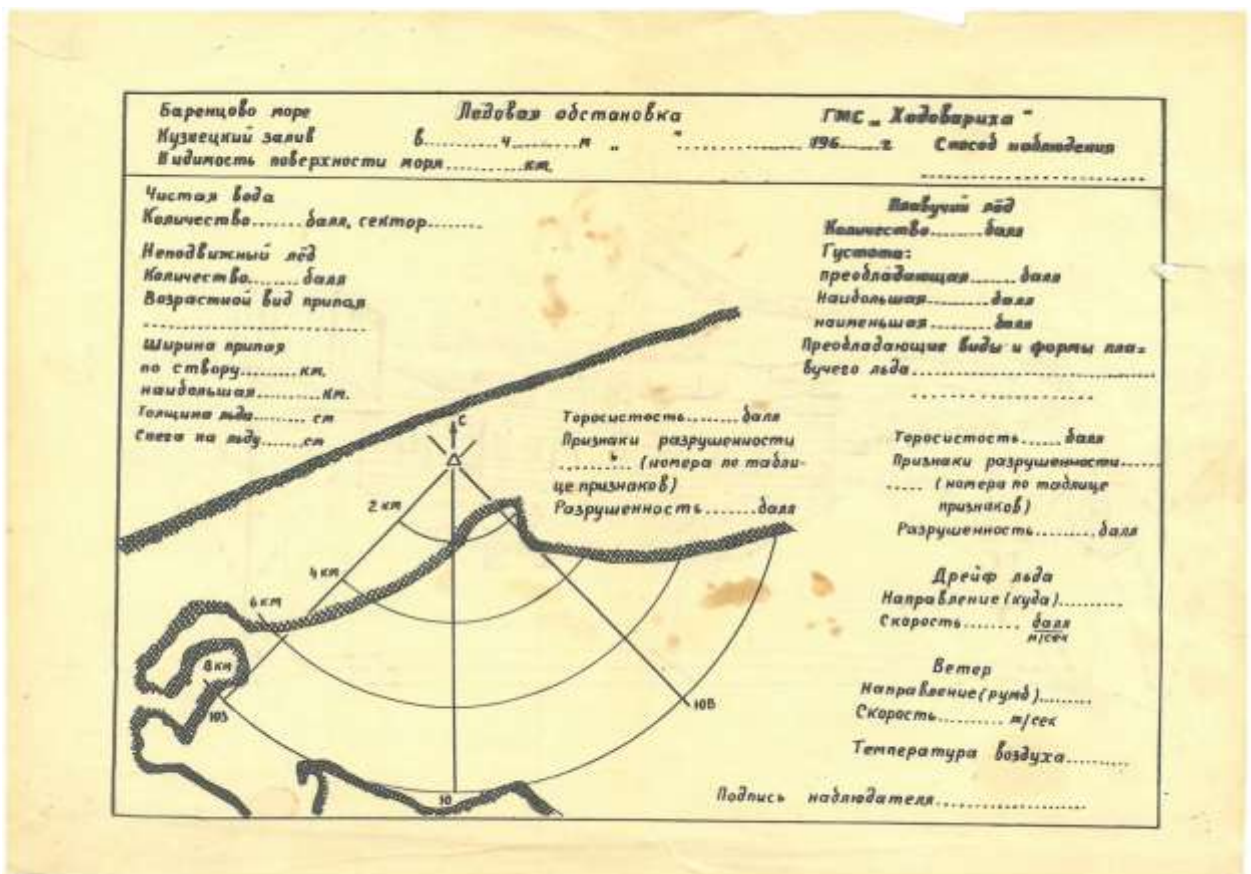 Баренцово море
Ледовая обстановка
ГМС „Ходовариха"
Кузнецкий залив
в..........ч..........м „ "................196......г
Способ наблюдения
Видимость поверхности моря..........км.
Чистая вода
Количество.......балл, сектор.......
Неподвижный лёд
Количество........балл
Возрастной вид припая
Ширина припая
по створу........км.
наибольшая........км.
Толщина льда........ см
Снега на льду......см
Плавучий лёд
Количество........балл
Густота:
преобладающая......балл
Наибольшая.........балл
наименьшая........балл
Преобладающие виды и формы пла=
вучего льда
Торосистость........балл
Признаки разрушенности
......... (номера по табли-
це признаков)
Разрушенность.......балл
Торосистость......балл
Признаки разрушенности......
..... (номера по таблице
признаков)
Разрушенность.........балл
Дрейф льда
Направление (куда).........
Скорость........ балл
м/сек
Ветер
Направление (румб).........
Скорость......... м/сек
Температура воздуха.........
Подпись наблюдателя....................
С
2 км
4 км
6 км
8 км
10З
10
10В